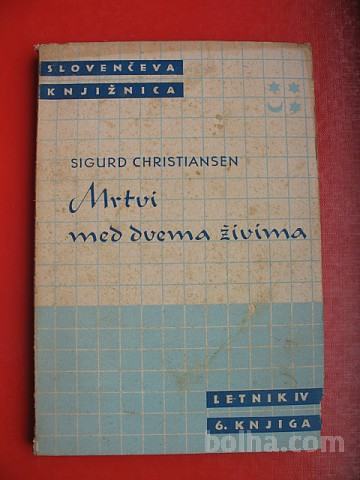 SLOVENČEVA
KNJIŽNICA
SIGURD CHRISTIANSEN
Mrtvi
med dvema živima
LETNIK IV
6. KNJIGA
bolha.com